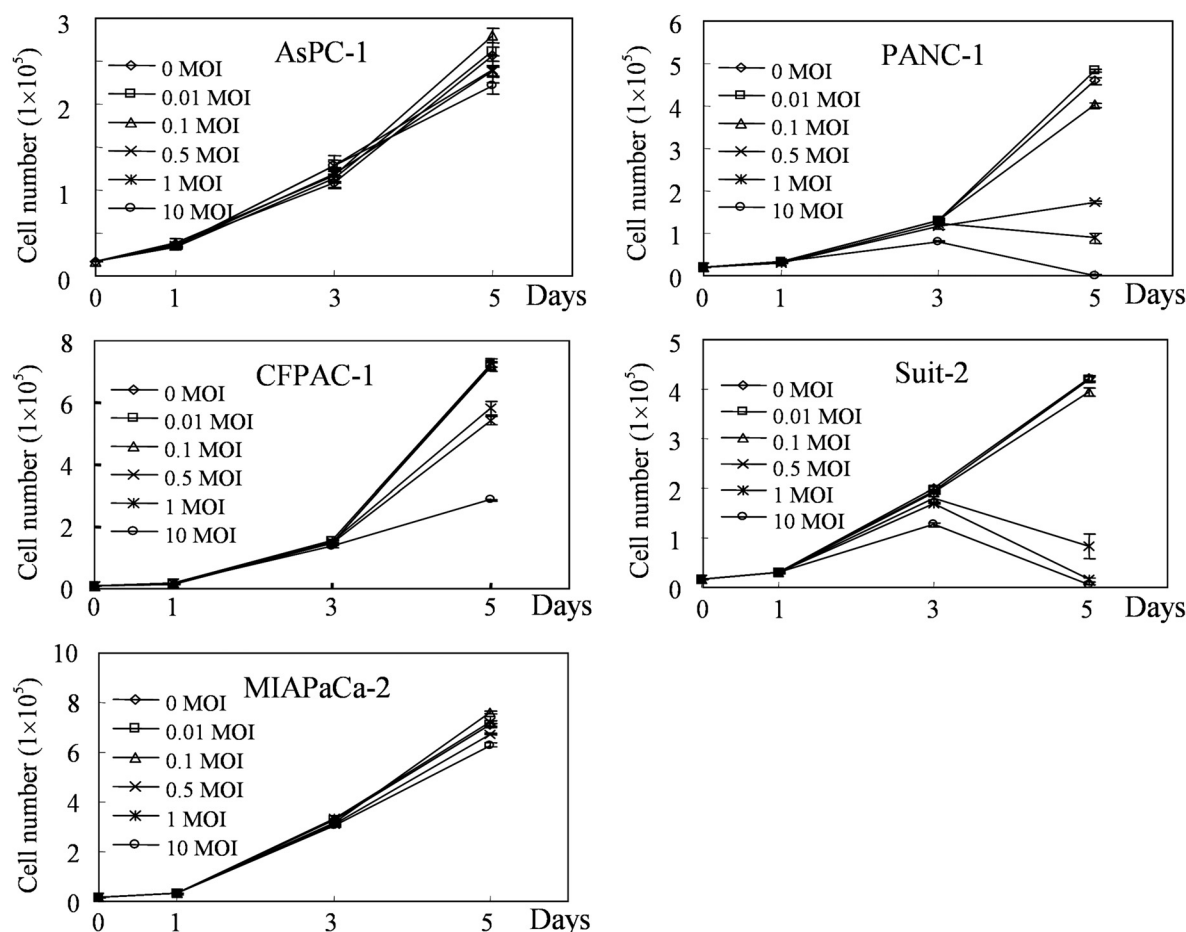 AsPC-1
Cell number (1×10⁵)
3
2
1
0
0 MOI
0.01 MOI
0.1 MOI
0.5 MOI
1 MOI
10 MOI
0 1 3 5 Days
PANC-1
Cell number (1×10⁵)
6
5
4
3
2
1
0
0 MOI
0.01 MOI
0.1 MOI
0.5 MOI
1 MOI
10 MOI
0 1 3 5 Days
CFPAC-1
Cell number (1×10⁵)
8
6
4
2
0
0 MOI
0.01 MOI
0.1 MOI
0.5 MOI
1 MOI
10 MOI
0 1 3 5 Days
Suit-2
Cell number (1×10⁵)
5
4
3
2
1
0
0 MOI
0.01 MOI
0.1 MOI
0.5 MOI
1 MOI
10 MOI
0 1 3 5 Days
MIAPaCa-2
Cell number (1×10⁵)
10
8
6
4
2
0
0 MOI
0.01 MOI
0.1 MOI
0.5 MOI
1 MOI
10 MOI
0 1 3 5 Days